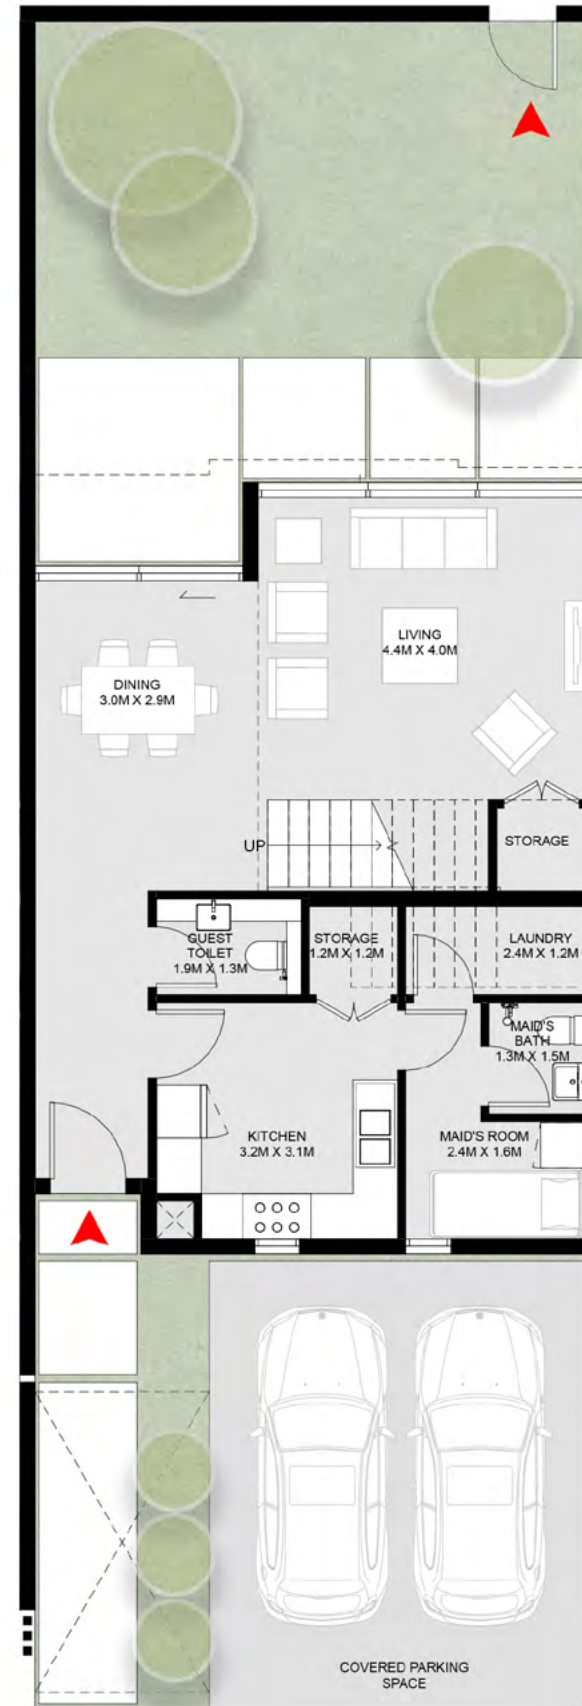 LIVING
4.4M X 4.0M
DINING
3.0M X 2.9M
UP
STORAGE
GUEST
TOILET
1.9M X 1.3M
STORAGE
1.2M X 1.2M
LAUNDRY
2.4M X 1.2M
MAID'S
BATH
1.3M X 1.5M
KITCHEN
3.2M X 3.1M
MAID'S ROOM
2.4M X 1.6M
COVERED PARKING
SPACE